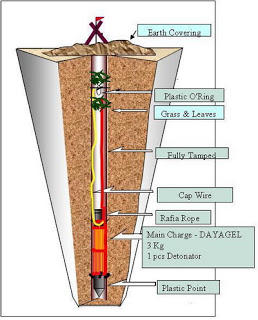 Earth Covering
Plastic O'Ring
Grass & Leaves
Fully Tamped
Cap Wire
Rafia Rope
Main Charge - DAYAGEL
3 Kg
1 pcs Detonator
Plastic Point